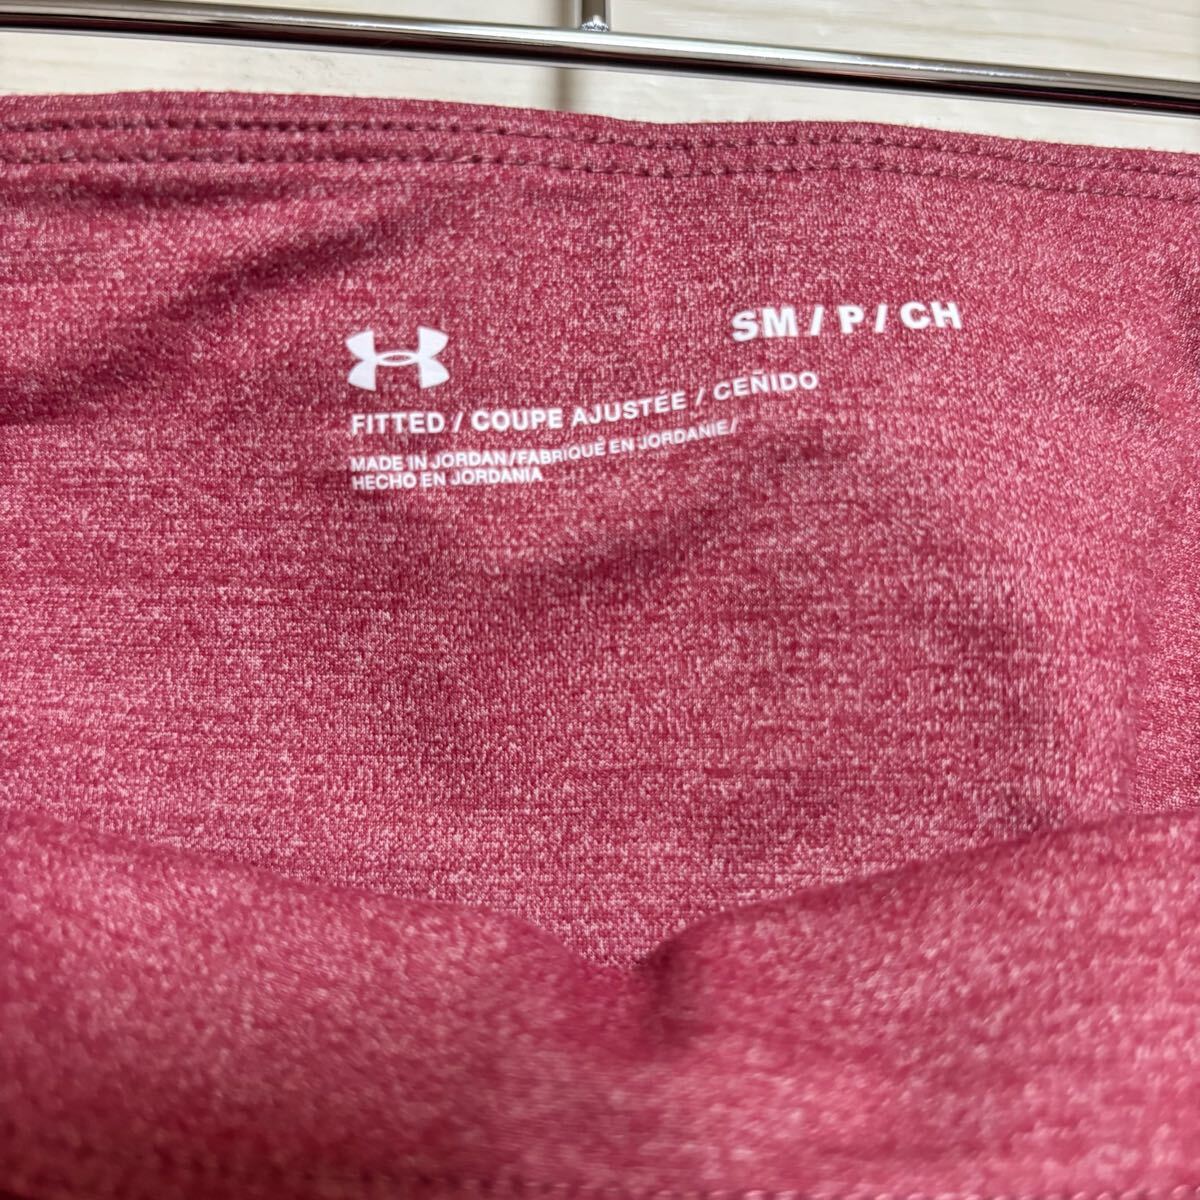 SM / P / CH
FITTED / COUPE AJUSTÉE / CEÑIDO
MADE IN JORDAN/FABRIQUÉ EN JORDANIE/
HECHO EN JORDANIA